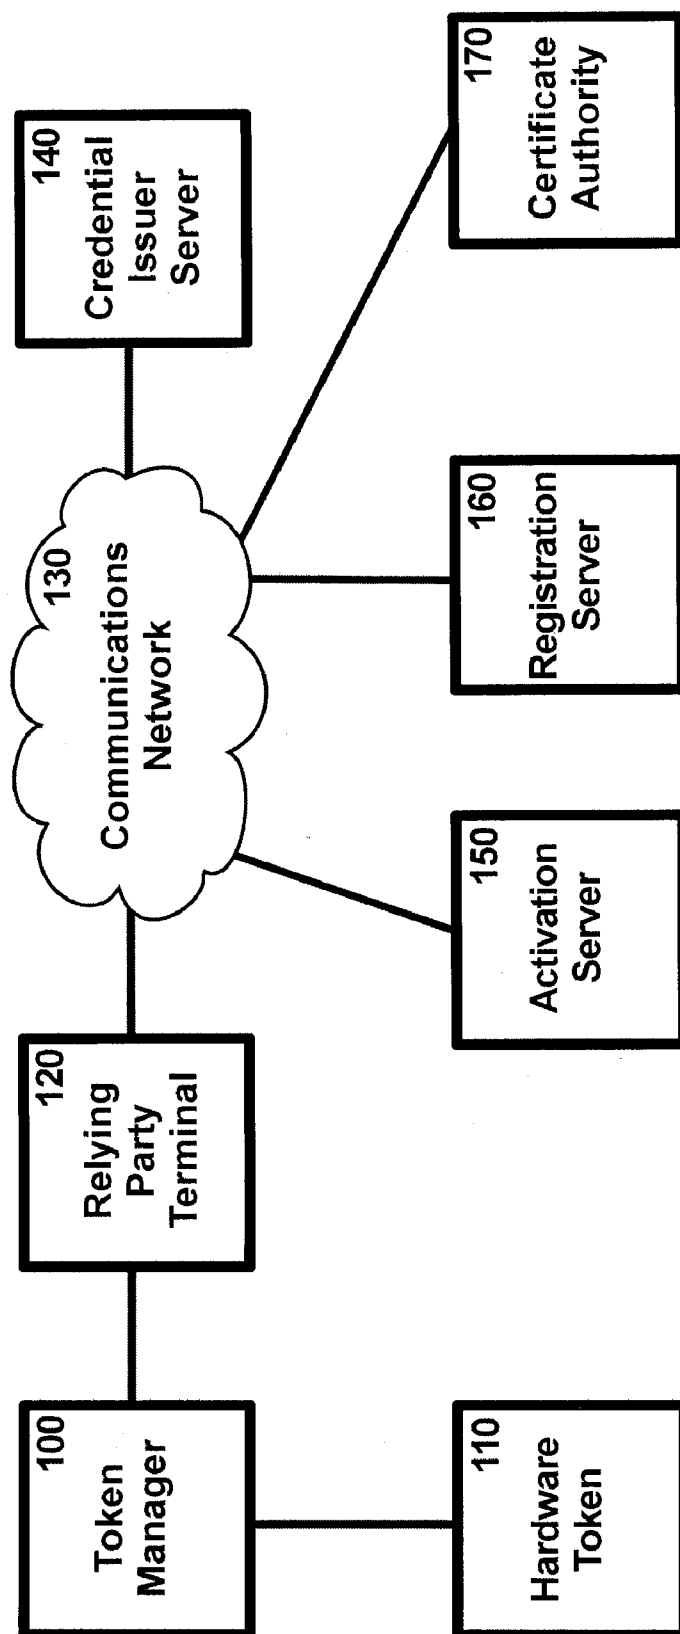 100
Token
Manager
120
Relying
Party
Terminal
130
Communications
Network
140
Credential
Issuer
Server
110
Hardware
Token
150
Activation
Server
160
Registration
Server
170
Certificate
Authority